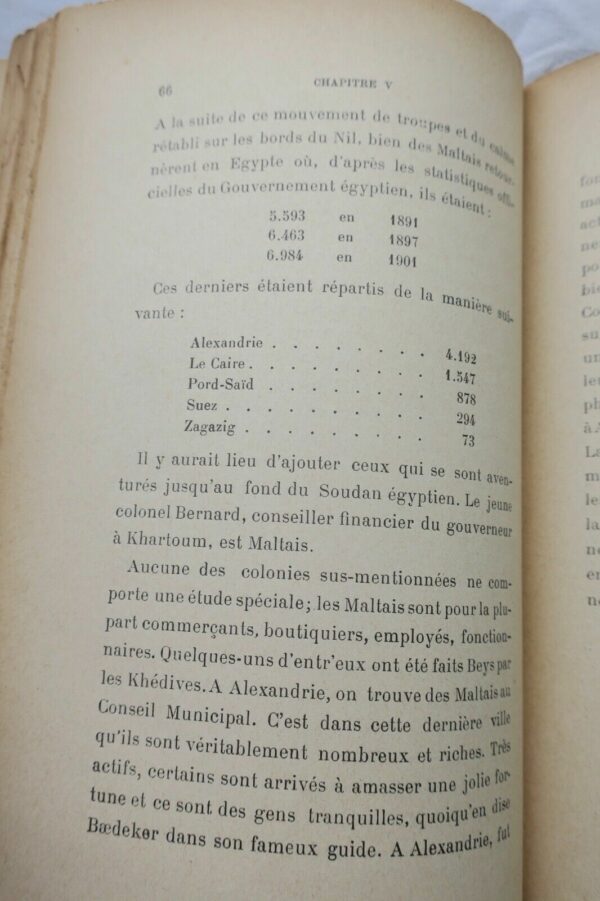 66
CHAPITRE V
A la suite de ce mouvement de troupes et du calme
rétabli sur les bords du Nil, bien des Maltais retour-
nèrent en Egypte où, d'après les statistiques offi-
cielles du Gouvernement égyptien, ils étaient :
5.593 en 1891
6.463 en 1897
6.984 en 1901
Ces derniers étaient répartis de la manière sui-
vante :
Alexandrie . . . . . . . 4.192
Le Caire . . . . . . . . 1.547
Pord-Saïd . . . . . . . 878
Suez . . . . . . . . . 294
Zagazig . . . . . . . . 73
Il y aurait lieu d'ajouter ceux qui se sont aven-
turés jusqu'au fond du Soudan égyptien. Le jeune
colonel Bernard, conseiller financier du gouverneur
à Khartoum, est Maltais.
Aucune des colonies sus-mentionnées ne com-
porte une étude spéciale; les Maltais sont pour la plu-
part commerçants, boutiquiers, employés, fonction-
naires. Quelques-uns d'entr'eux ont été faits Beys par
les Khédives. A Alexandrie, on trouve des Maltais au
Conseil Municipal. C'est dans cette dernière ville
qu'ils sont véritablement nombreux et riches. Très
actifs, certains sont arrivés à amasser une jolie for-
tune et ce sont des gens tranquilles, quoiqu'en dise
Bœdeker dans son fameux guide. A Alexandrie, fut